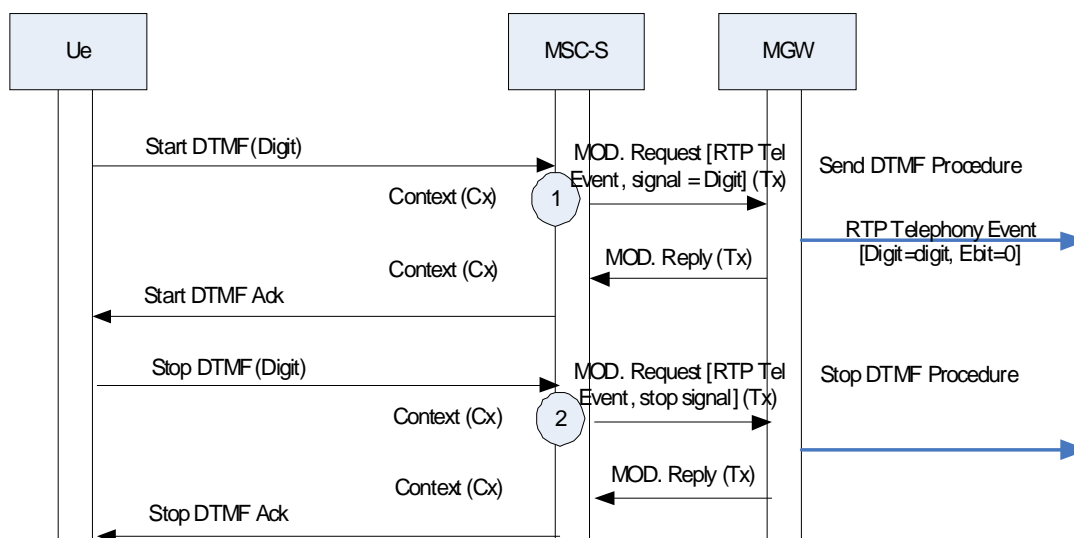 Ue
MSC-S
MGW
Start DTMF (Digit)
MOD. Request [RTP Tel
Event, signal = Digit] (Tx)
Send DTMF Procedure
Context (Cx)
1
RTP Telephony Event
[Digit=digit, Ebit=0]
Context (Cx)
MOD. Reply (Tx)
Start DTMF Ack
Stop DTMF (Digit)
MOD. Request [RTP Tel
Event, stop signal] (Tx)
Stop DTMF Procedure
Context (Cx)
2
Context (Cx)
MOD. Reply (Tx)
Stop DTMF Ack